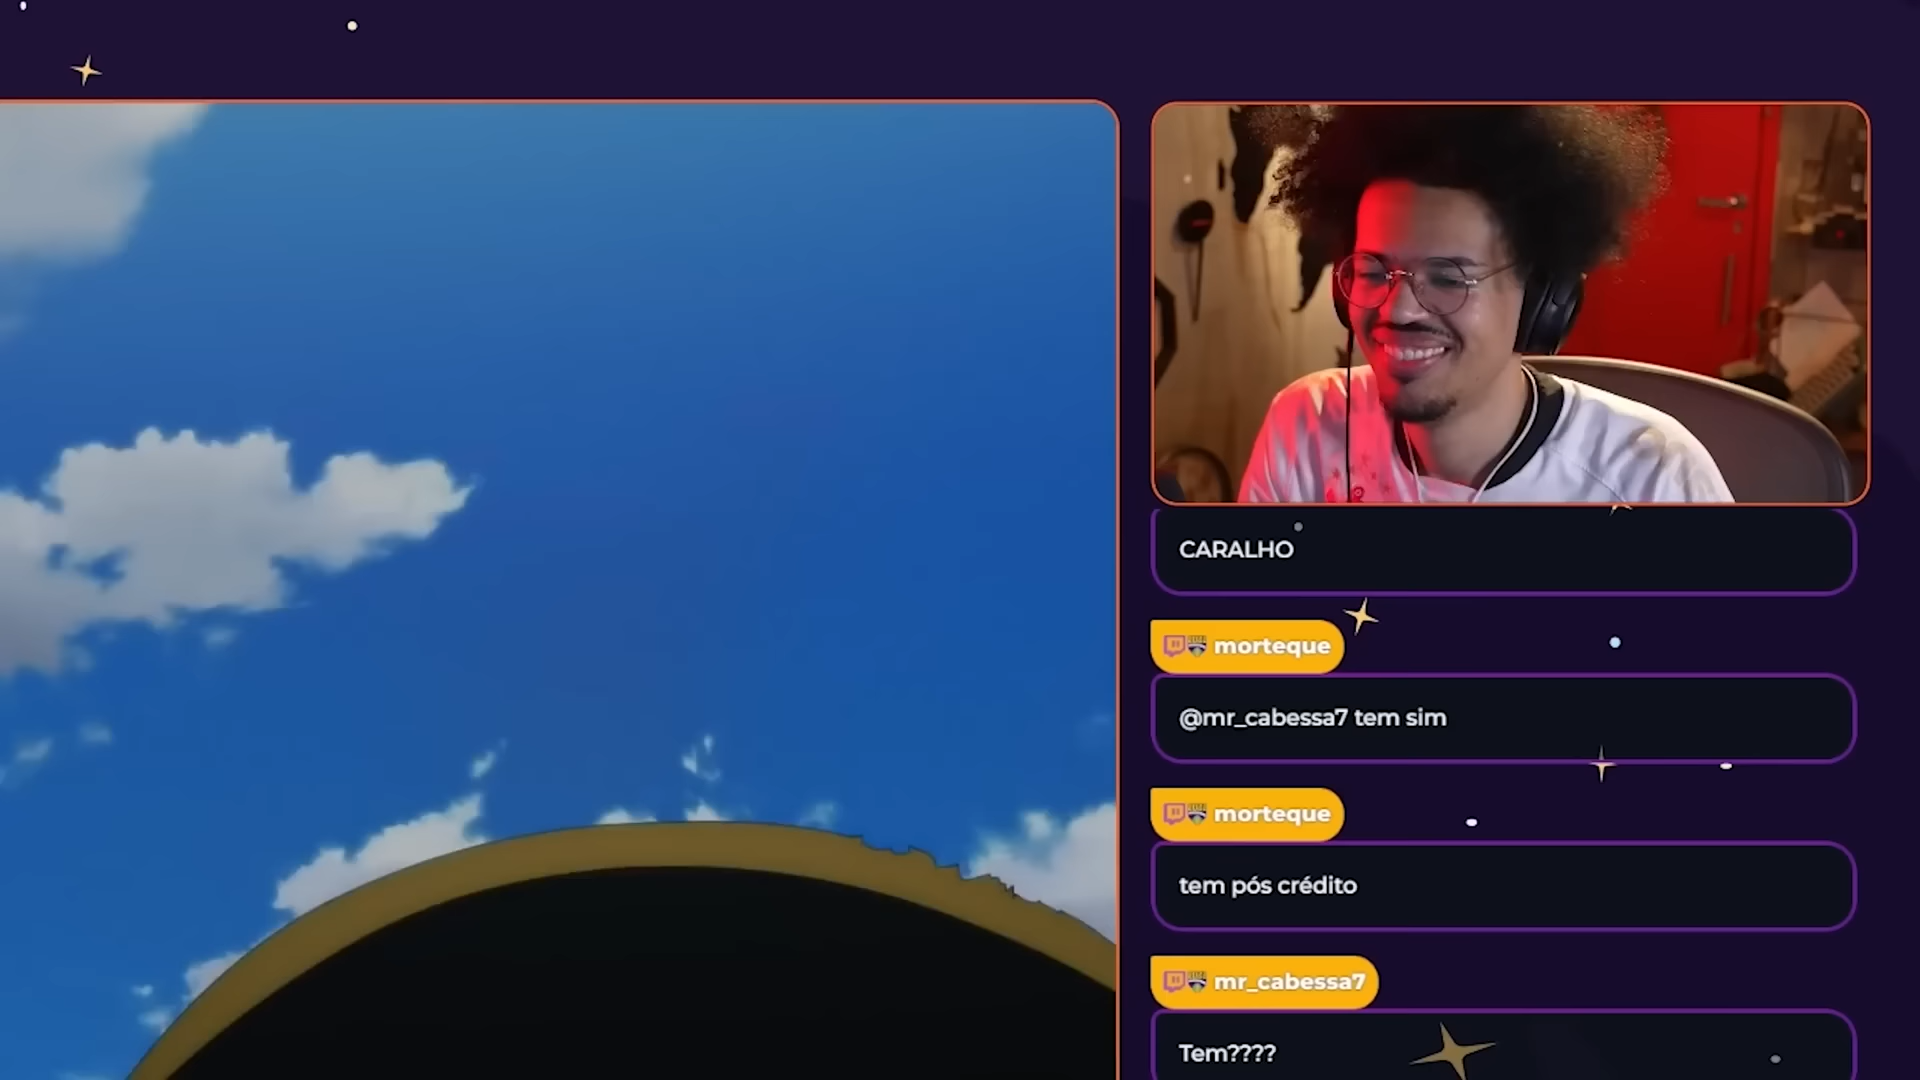 CARALHO
morteque
@mr_cabessa7 tem sim
morteque
tem pós crédito
mr_cabessa7
Tem????